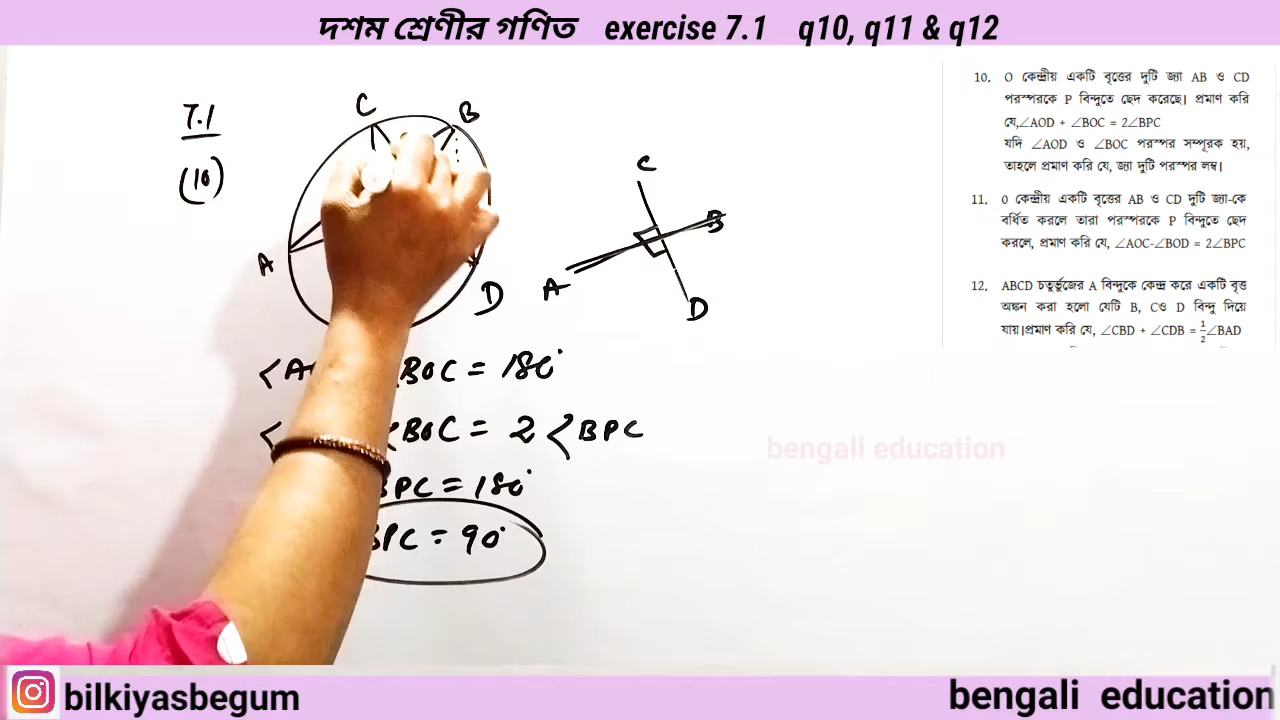 দশম শ্রেণীর গণিত exercise 7.1 q10, q11 & q12
10. O কেন্দ্রীয় একটি বৃত্তের দুটি জ্যা AB ও CD
পরস্পরকে P বিন্দুতে ছেদ করেছে। প্রমাণ করি
যে,∠AOD + ∠BOC = 2∠BPC
যদি ∠AOD ও ∠BOC পরস্পর সম্পূরক হয়,
তাহলে প্রমাণ করি যে, জ্যা দুটি পরস্পর লম্ব।
11. O কেন্দ্রীয় একটি বৃত্তের AB ও CD দুটি জ্যা-কে
বর্ধিত করলে তারা পরস্পরকে P বিন্দুতে ছেদ
করলে, প্রমাণ করি যে, ∠AOC-∠BOD = 2∠BPC
12. ABCD চতুর্ভুজের A বিন্দুকে কেন্দ্র করে একটি বৃত্ত
অঙ্কন করা হলো যেটি B, Cও D বিন্দু দিয়ে
যায়।প্রমাণ করি যে, ∠CBD + ∠CDB = 1/2∠BAD
7.1
(10)
C
B
A
D
C
B
A
D
∠A BOC = 180°
∠ ∠BOC = 2 ∠BPC
BPC = 180°
BPC = 90°
bengali education
bilkiyasbegum
bengali education